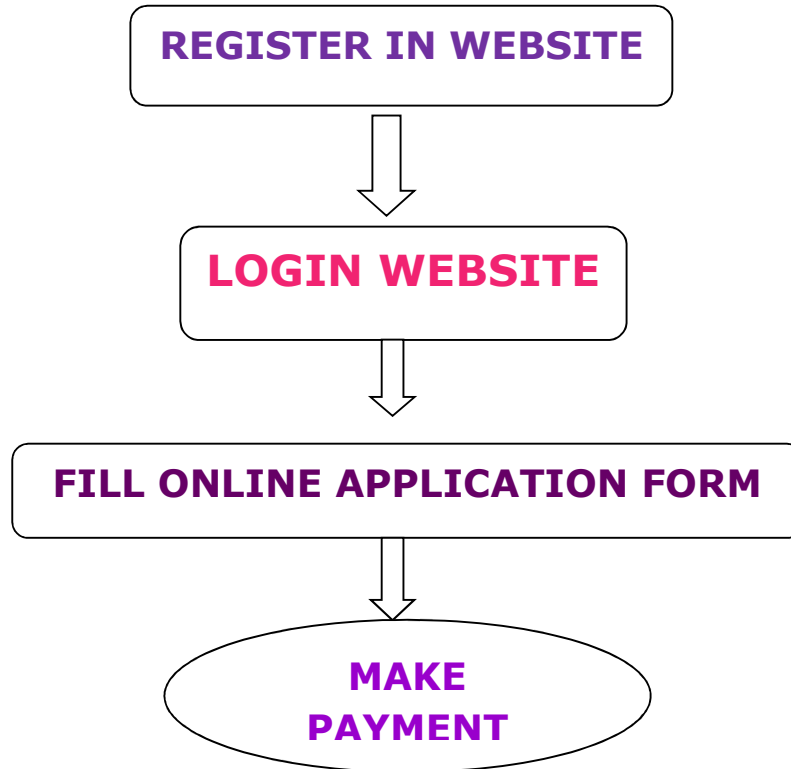 REGISTER IN WEBSITE
LOGIN WEBSITE
FILL ONLINE APPLICATION FORM
MAKE
PAYMENT